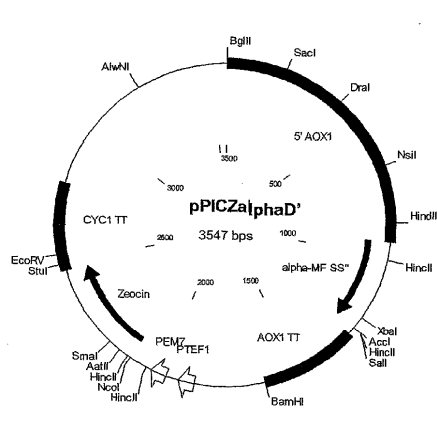 BglII
SacI
DraI
5' AOX1
NsiI
HindII
HincII
alpha-MF SS"
XbaI
AccI
HincII
SalI
AOX1 TT
BamHI
PTEF1
PEM7
HincII
NcoI
HincII
AatII
SmaI
Zeocin
StuI
EcoRV
CYC1 TT
AlwNI
3500
500
1000
1500
2000
2500
3000
pPICZalphaD'
3547 bps